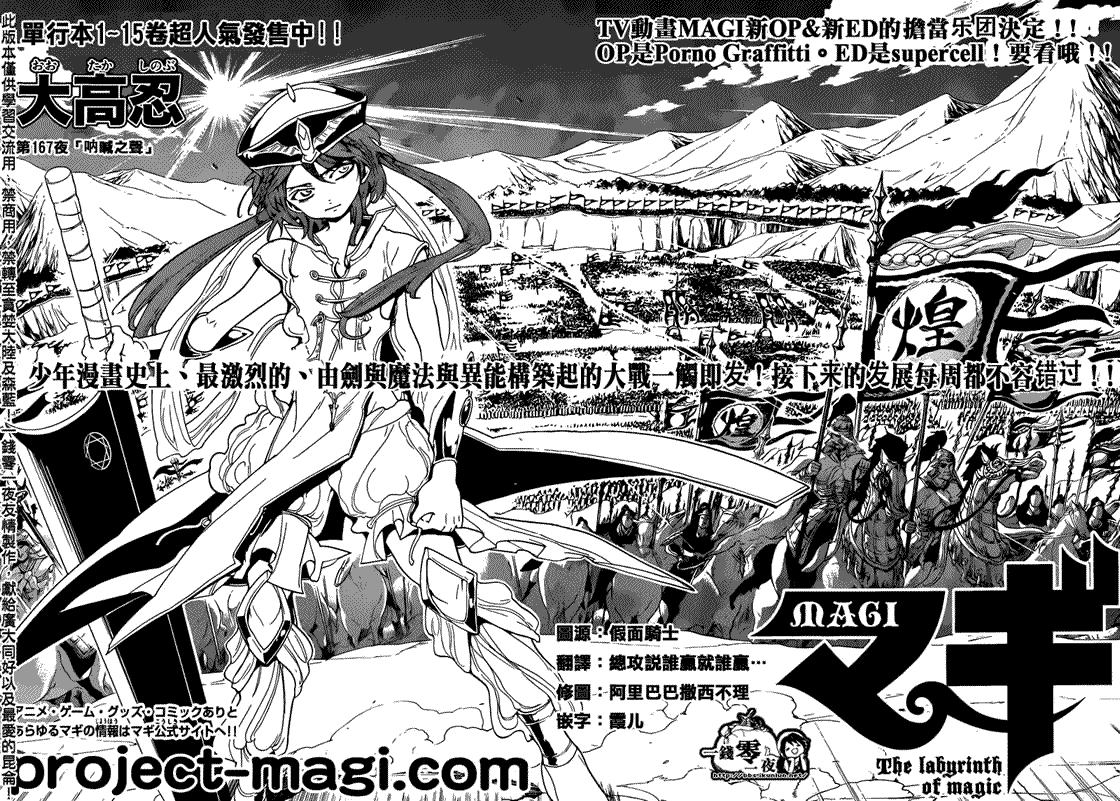 單行本1~15卷超人氣發售中!!
おお たか しのぶ
大高忍
第167夜「吶喊之聲」
TV動畫MAGI新OP&新ED的擔當乐团決定!!
OP是Porno Graffitti。ED是supercell!要看哦!!
此版本僅供學習交流用,禁商用,禁轉至貪婪大陸及森藍!一錢零一夜友情製作,獻給廣大同好以及最愛的昆侖!
煌
少年漫畫史上、最激烈的、由劍與魔法與異能構築起的大戰一觸即发!接下来的发展每周都不容错过!!
煌
圖源:假面騎士
翻譯:總攻説誰贏就誰贏…
修圖:阿里巴巴撒西不理
嵌字:霞儿
一錢零一夜
MAGI
マギ
The labyrinth
of magic
アニメ・ゲーム・グッズ・コミックありと
あらゆるマギの情報はマギ公式サイトへ!!
project-magi.com